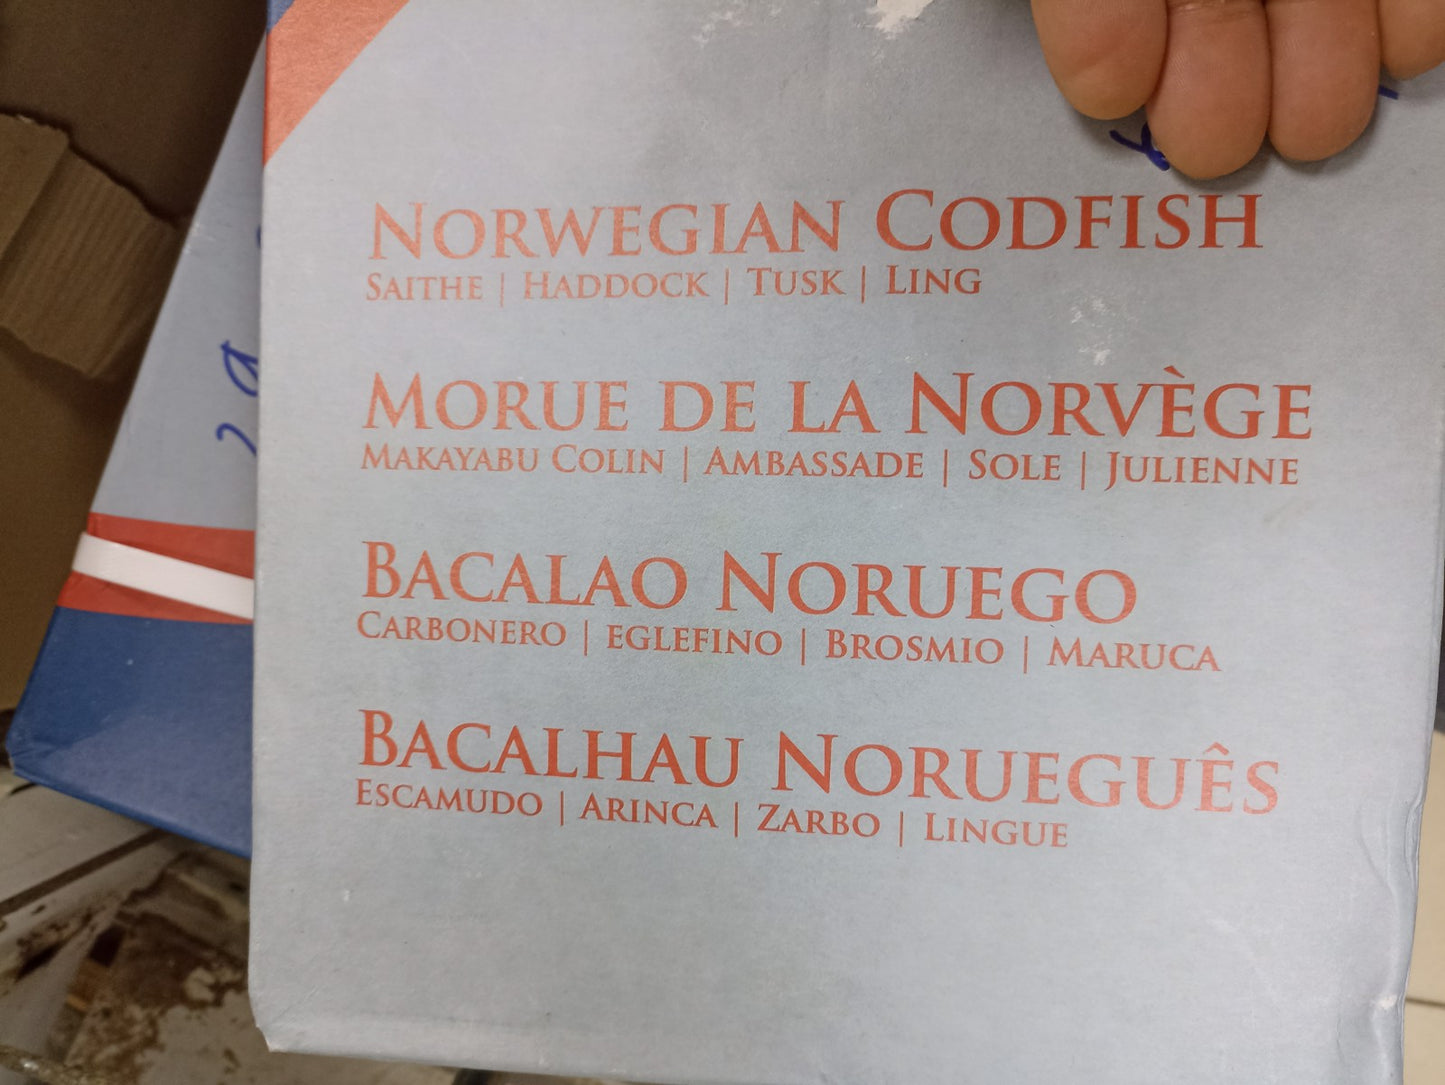 NORWEGIAN CODFISH
SAITHE | HADDOCK | TUSK | LING
MORUE DE LA NORVÈGE
MAKAYABU COLIN | AMBASSADE | SOLE | JULIENNE
BACALAO NORUEGO
CARBONERO | EGLEFINO | BROSMIO | MARUCA
BACALHAU NORUEGUÊS
ESCAMUDO | ARINCA | ZARBO | LINGUE